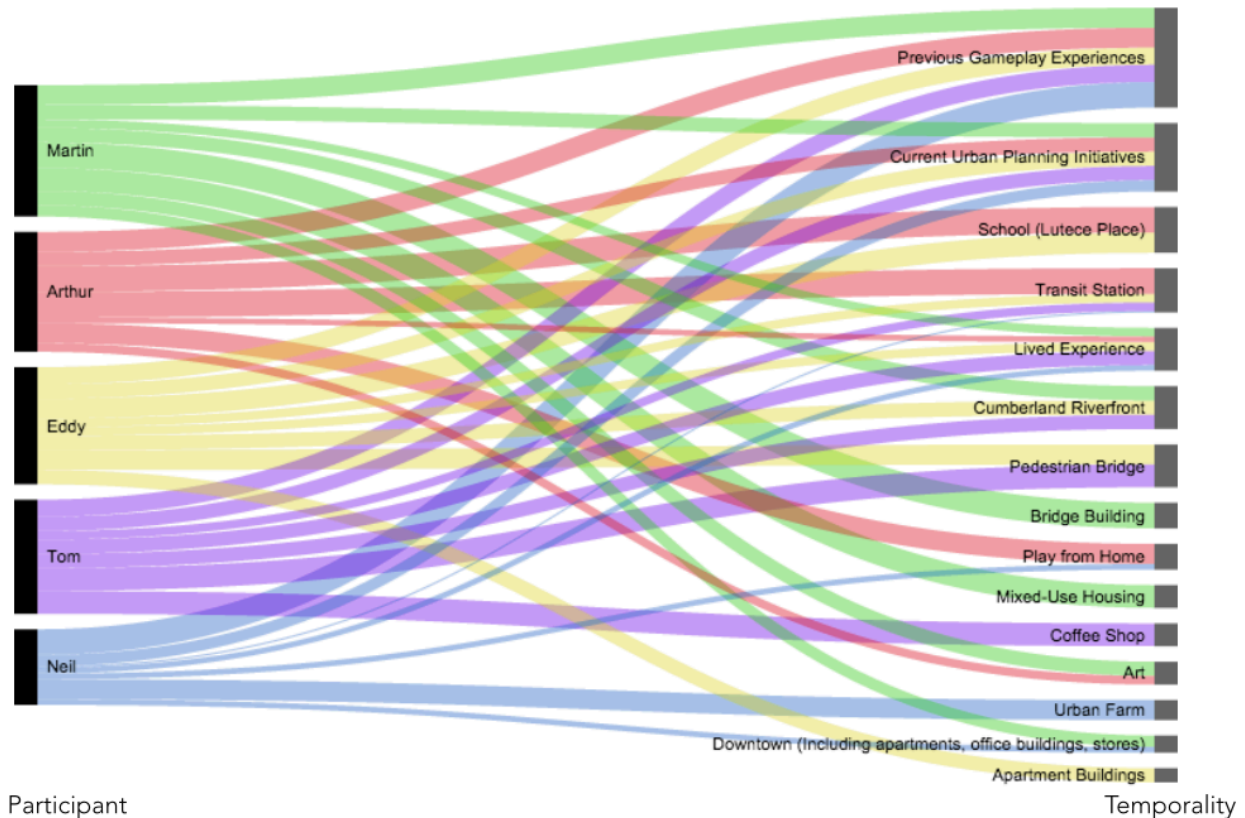 Previous Gameplay Experiences
Martin
Current Urban Planning Initiatives
School (Lutece Place)
Arthur
Transit Station
Lived Experience
Cumberland Riverfront
Eddy
Pedestrian Bridge
Bridge Building
Tom
Play from Home
Mixed-Use Housing
Coffee Shop
Neil
Art
Urban Farm
Downtown (Including apartments, office buildings, stores)
Apartment Buildings
Participant
Temporality